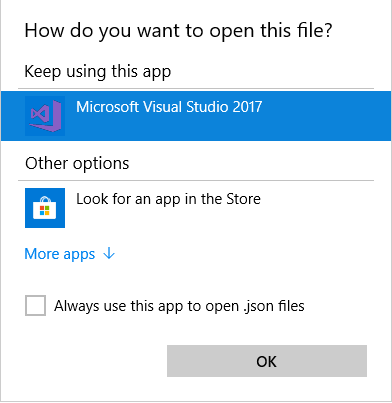 How do you want to open this file?
Keep using this app
Microsoft Visual Studio 2017
Other options
Look for an app in the Store
More apps
Always use this app to open .json files
OK